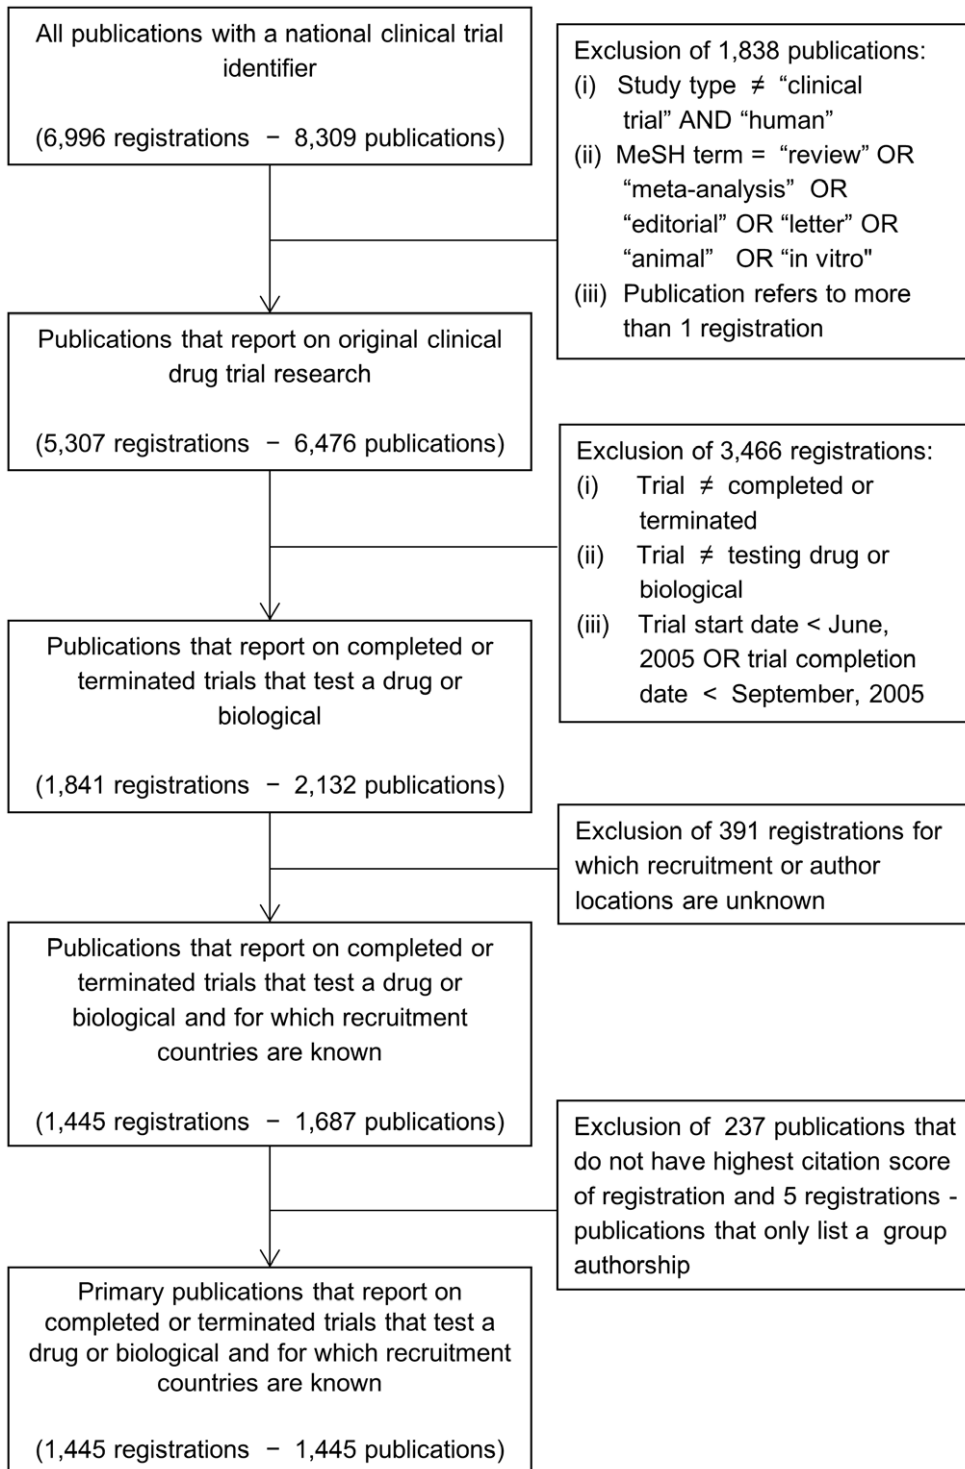 All publications with a national clinical trial
identifier
(6,996 registrations − 8,309 publications)
Exclusion of 1,838 publications:
(i) Study type ≠ “clinical
trial” AND “human”
(ii) MeSH term = “review” OR
“meta-analysis” OR
“editorial” OR “letter” OR
“animal” OR “in vitro"
(iii) Publication refers to more
than 1 registration
Publications that report on original clinical
drug trial research
(5,307 registrations − 6,476 publications)
Exclusion of 3,466 registrations:
(i) Trial ≠ completed or
terminated
(ii) Trial ≠ testing drug or
biological
(iii) Trial start date < June,
2005 OR trial completion
date < September, 2005
Publications that report on completed or
terminated trials that test a drug or
biological
(1,841 registrations − 2,132 publications)
Exclusion of 391 registrations for
which recruitment or author
locations are unknown
Publications that report on completed or
terminated trials that test a drug or
biological and for which recruitment
countries are known
(1,445 registrations − 1,687 publications)
Exclusion of 237 publications that
do not have highest citation score
of registration and 5 registrations -
publications that only list a group
authorship
Primary publications that report on
completed or terminated trials that test a
drug or biological and for which recruitment
countries are known
(1,445 registrations − 1,445 publications)